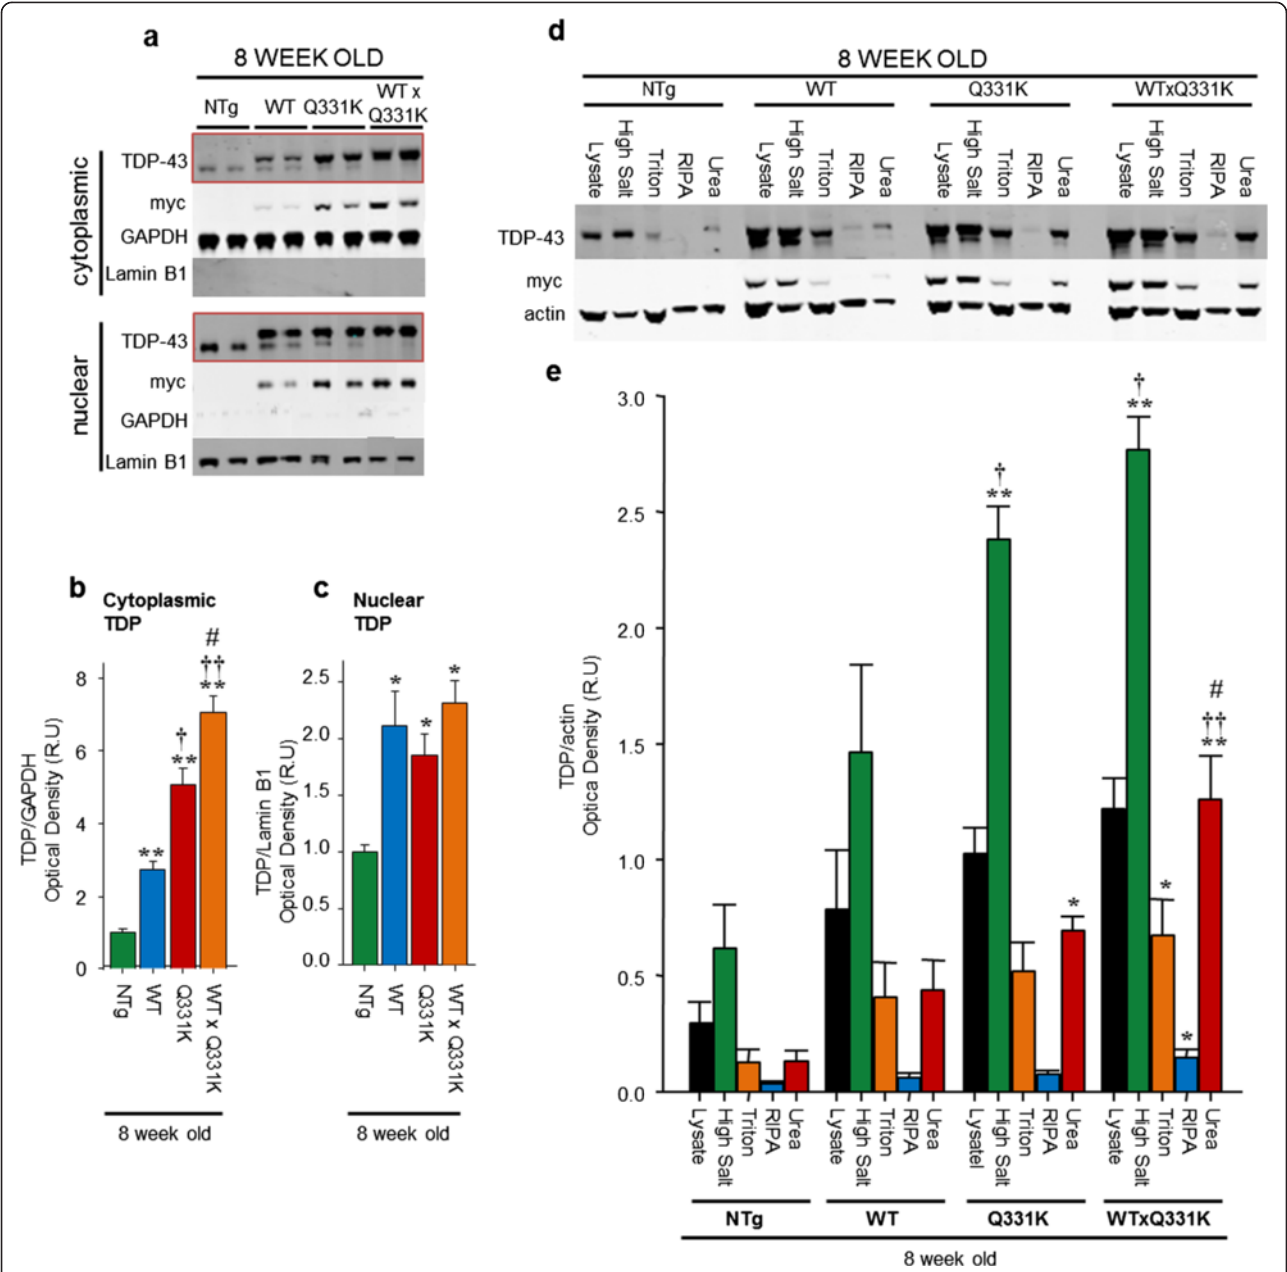 a
8 WEEK OLD
NTg WT Q331K WT x Q331K
cytoplasmic
TDP-43
myc
GAPDH
Lamin B1
nuclear
TDP-43
myc
GAPDH
Lamin B1
b
Cytoplasmic
TDP
TDP/GAPDH
Optical Density (R.U)
8
6
4
2
0
**
†
**
#
††
**
NTg
WT
Q331K
WT x Q331K
8 week old
c
Nuclear
TDP
TDP/Lamin B1
Optical Density (R.U)
2.5
2.0
1.5
1.0
0.5
0.0
*
*
*
NTg
WT
Q331K
WT x Q331K
8 week old
d
8 WEEK OLD
NTg WT Q331K WTxQ331K
Lysate High Salt Triton RIPA Urea Lysate High Salt Triton RIPA Urea Lysate High Salt Triton RIPA Urea Lysate High Salt Triton RIPA Urea
TDP-43
myc
actin
e
TDP/actin
Optica Density (R.U)
3.0
2.5
2.0
1.5
1.0
0.5
0.0
†
**
*
†
**
*
*
#
††
**
Lysate High Salt Triton RIPA Urea Lysate High Salt Triton RIPA Urea Lysatel High Salt Triton RIPA Urea Lysate High Salt Triton RIPA Urea
NTg WT Q331K WTxQ331K
8 week old